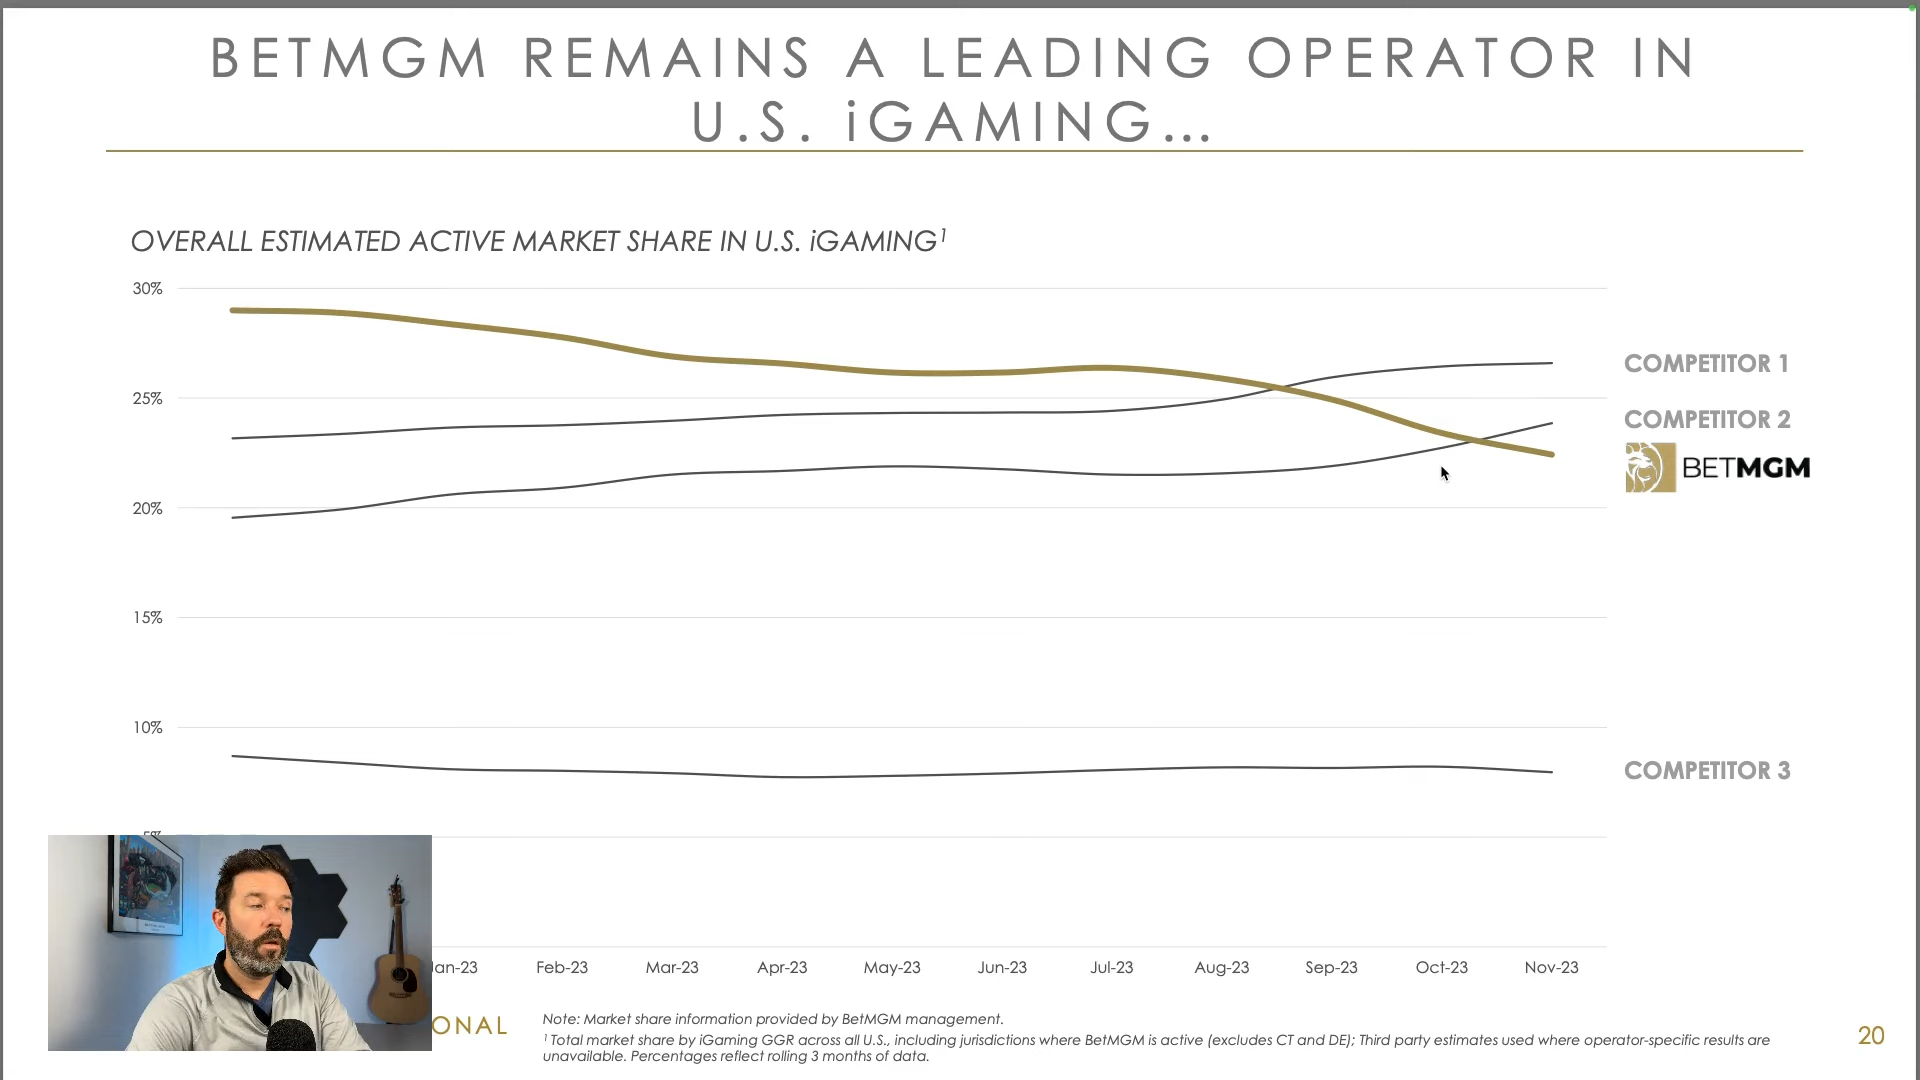 BETMGM REMAINS A LEADING OPERATOR IN
U.S. iGAMING...
OVERALL ESTIMATED ACTIVE MARKET SHARE IN U.S. iGAMING¹
30%
25%
20%
15%
10%
5%
COMPETITOR 1
COMPETITOR 2
BETMGM
COMPETITOR 3
Jan-23 Feb-23 Mar-23 Apr-23 May-23 Jun-23 Jul-23 Aug-23 Sep-23 Oct-23 Nov-23
ONAL
Note: Market share information provided by BetMGM management.
¹ Total market share by iGaming GGR across all U.S., including jurisdictions where BetMGM is active (excludes CT and DE); Third party estimates used where operator-specific results are
unavailable. Percentages reflect rolling 3 months of data.
20